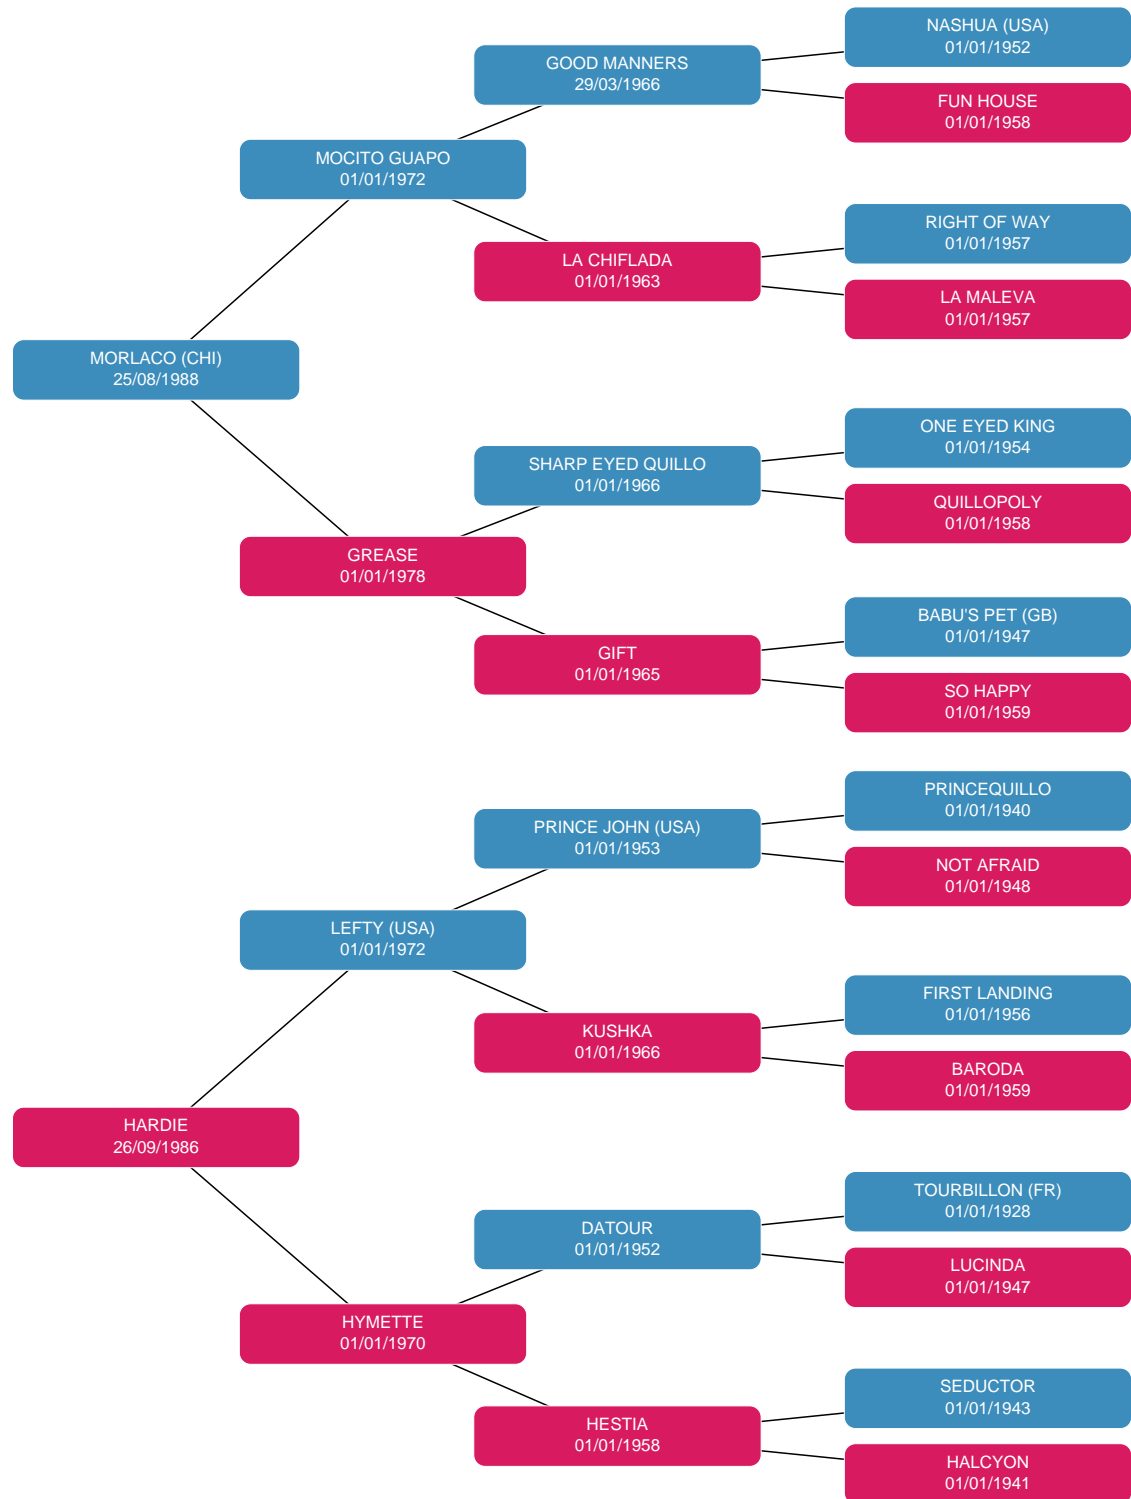 NASHUA (USA)
01/01/1952
GOOD MANNERS
29/03/1966
FUN HOUSE
01/01/1958
MOCITO GUAPO
01/01/1972
RIGHT OF WAY
01/01/1957
LA CHIFLADA
01/01/1963
LA MALEVA
01/01/1957
MORLACO (CHI)
25/08/1988
ONE EYED KING
01/01/1954
SHARP EYED QUILLO
01/01/1966
QUILLOPOLY
01/01/1958
GREASE
01/01/1978
BABU'S PET (GB)
01/01/1947
GIFT
01/01/1965
SO HAPPY
01/01/1959
PRINCEQUILLO
01/01/1940
PRINCE JOHN (USA)
01/01/1953
NOT AFRAID
01/01/1948
LEFTY (USA)
01/01/1972
FIRST LANDING
01/01/1956
KUSHKA
01/01/1966
BARODA
01/01/1959
HARDIE
26/09/1986
TOURBILLON (FR)
01/01/1928
DATOUR
01/01/1952
LUCINDA
01/01/1947
HYMETTE
01/01/1970
SEDUCTOR
01/01/1943
HESTIA
01/01/1958
HALCYON
01/01/1941